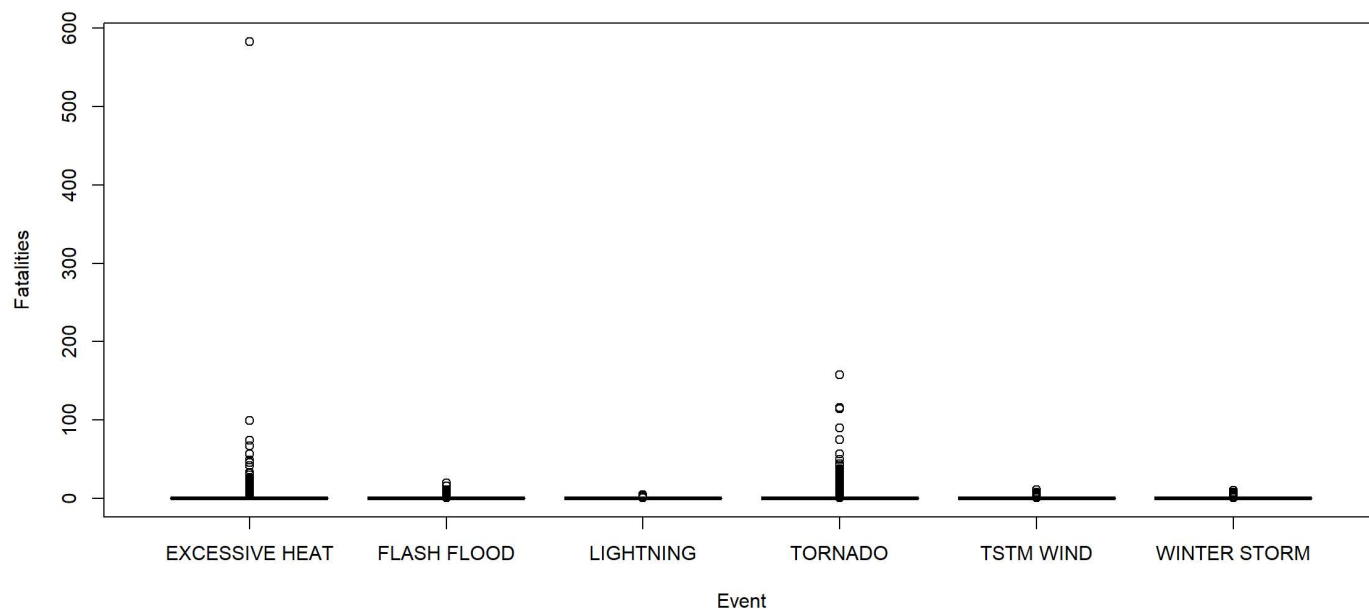 600
500
400
300
200
100
0
Fatalities
EXCESSIVE HEAT FLASH FLOOD LIGHTNING TORNADO TSTM WIND WINTER STORM
Event